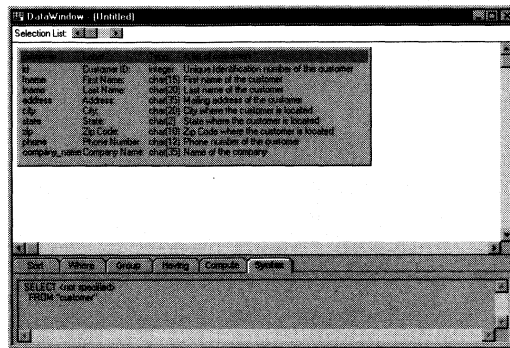 DataWindow - (Untitled)
Selection List:
id Customer ID: integer Unique identification number of the customer
fname First Name: char(15) First name of the customer
lname Last Name: char(20) Last name of the customer
address Address: char(35) Mailing address of the customer
city City: char(20) City where the customer is located
state State: char(2) State where the customer is located
zip Zip Code: char(10) Zip Code where the customer is located
phone Phone Number: char(12) Phone number of the customer
company_name Company Name: char(35) Name of the company
Sort Where Group Having Compute Syntax
SELECT <not specified>
FROM "customer"